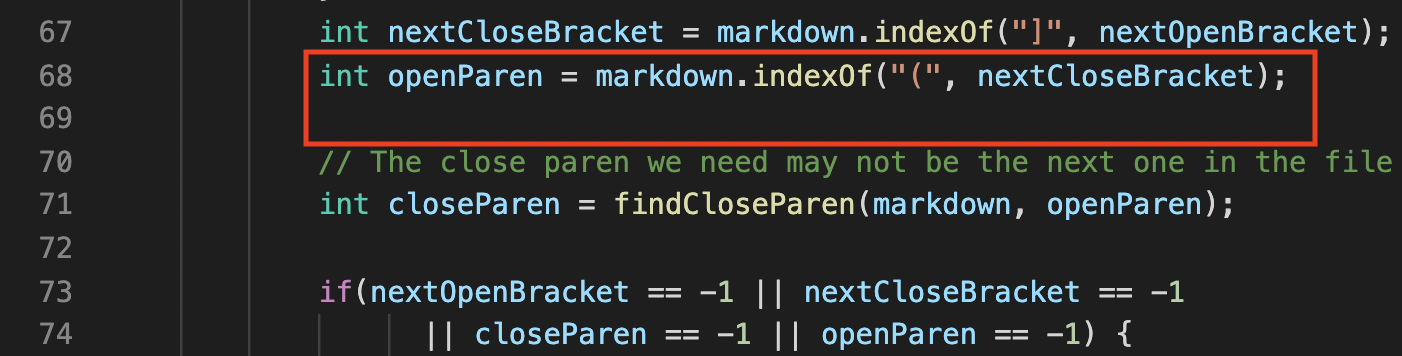 67 int nextCloseBracket = markdown.indexOf("]", nextOpenBracket);
68 int openParen = markdown.indexOf("(", nextCloseBracket);
69
70 // The close paren we need may not be the next one in the file
71 int closeParen = findCloseParen(markdown, openParen);
72
73 if(nextOpenBracket == -1 || nextCloseBracket == -1
74 || closeParen == -1 || openParen == -1) {